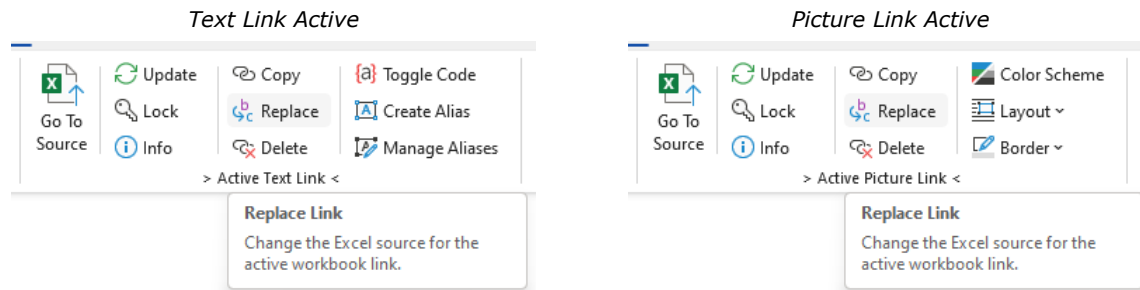 Text Link Active
Go To
Source
Update
Lock
Info
Copy
Replace
Delete
{a} Toggle Code
A Create Alias
Manage Aliases
> Active Text Link <
Replace Link
Change the Excel source for the
active workbook link.
Picture Link Active
Go To
Source
Update
Lock
Info
Copy
Replace
Delete
Color Scheme
Layout
Border
> Active Picture Link <
Replace Link
Change the Excel source for the
active workbook link.